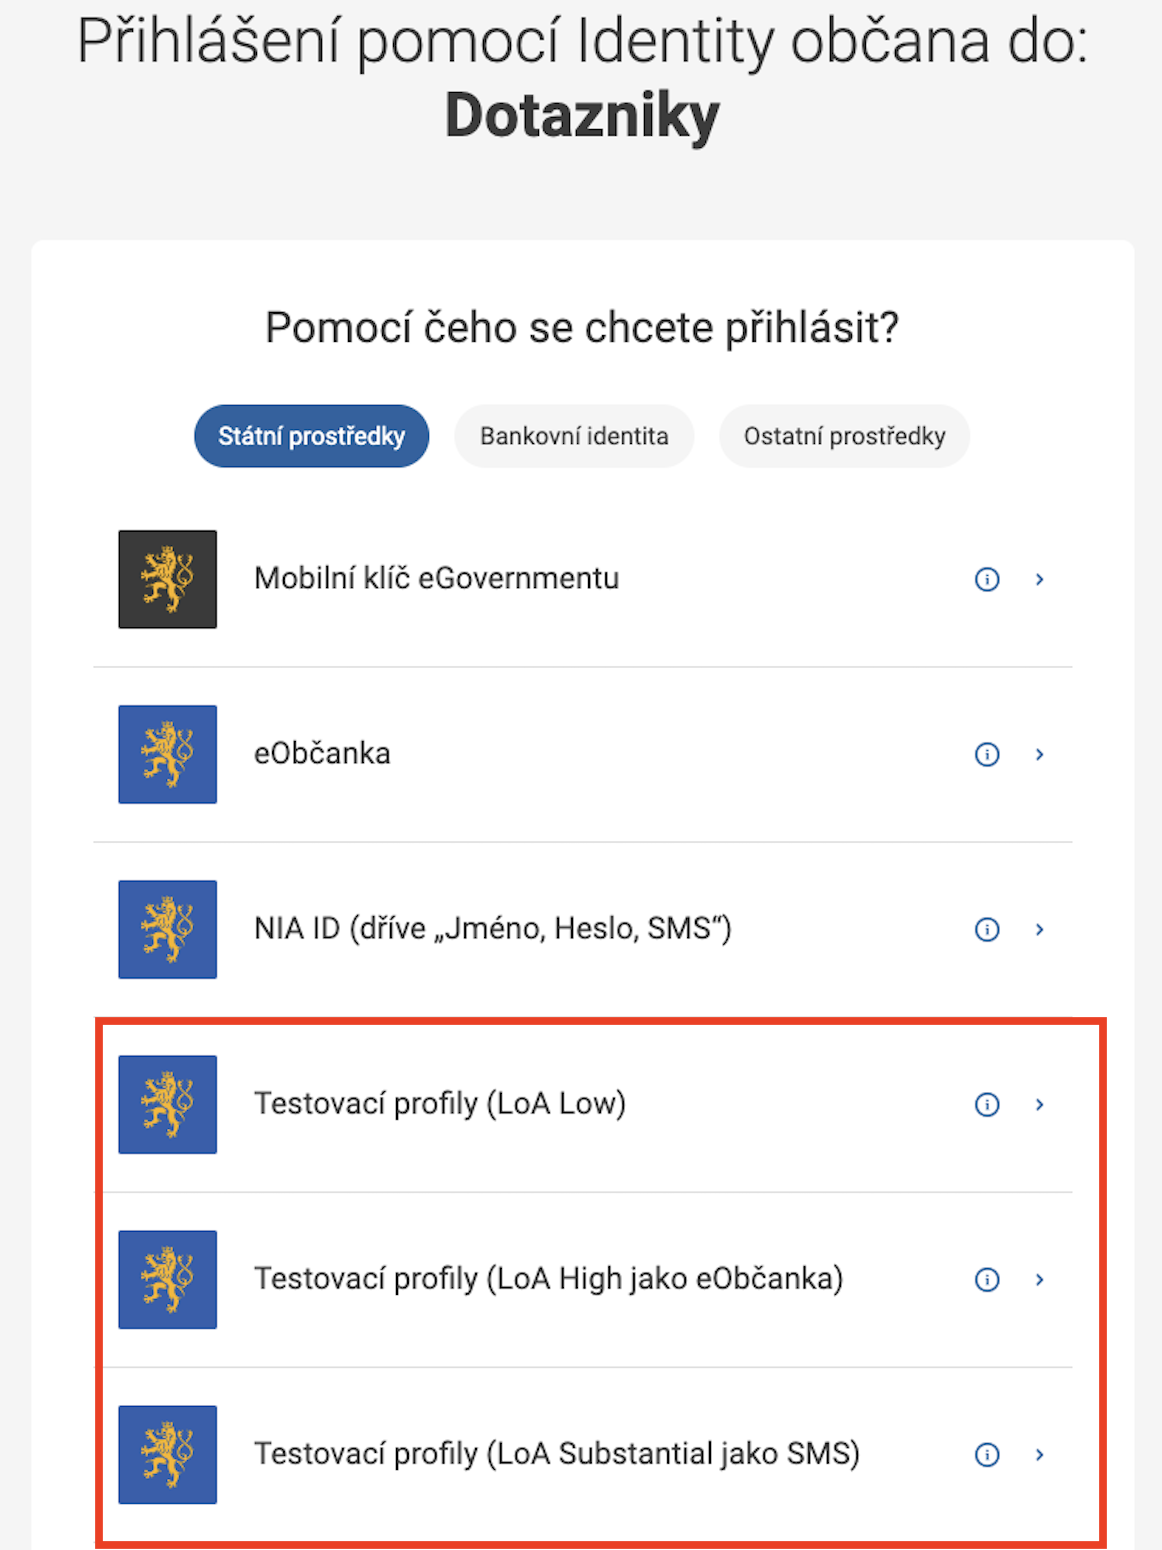 Přihlášení pomocí Identity občana do:
Dotazniky
Pomocí čeho se chcete přihlásit?
Státní prostředky
Bankovní identita
Ostatní prostředky
Mobilní klíč eGovernmentu
eObčanka
NIA ID (dříve „Jméno, Heslo, SMS“)
Testovací profily (LoA Low)
Testovací profily (LoA High jako eObčanka)
Testovací profily (LoA Substantial jako SMS)